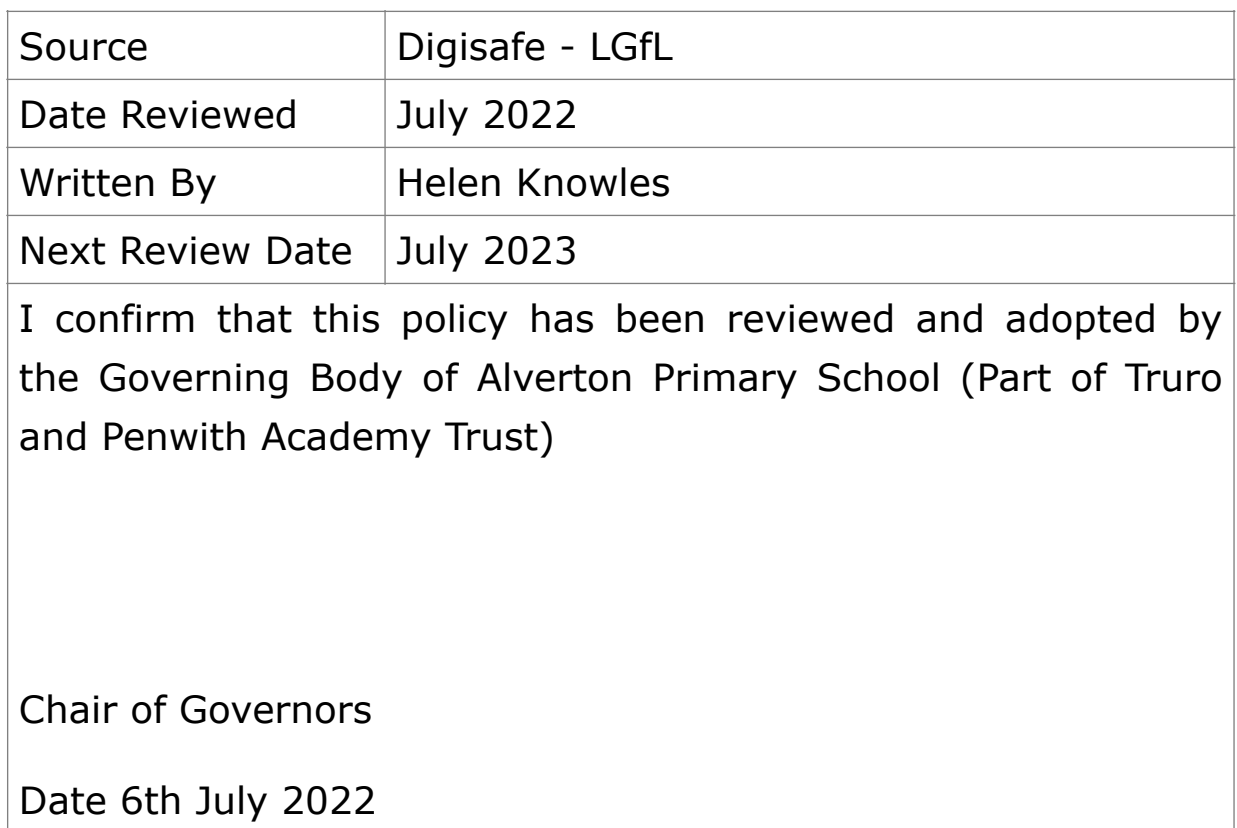 Source Digisafe - LGfL
Date Reviewed July 2022
Written By Helen Knowles
Next Review Date July 2023
I confirm that this policy has been reviewed and adopted by
the Governing Body of Alverton Primary School (Part of Truro
and Penwith Academy Trust)
Chair of Governors
Date 6th July 2022